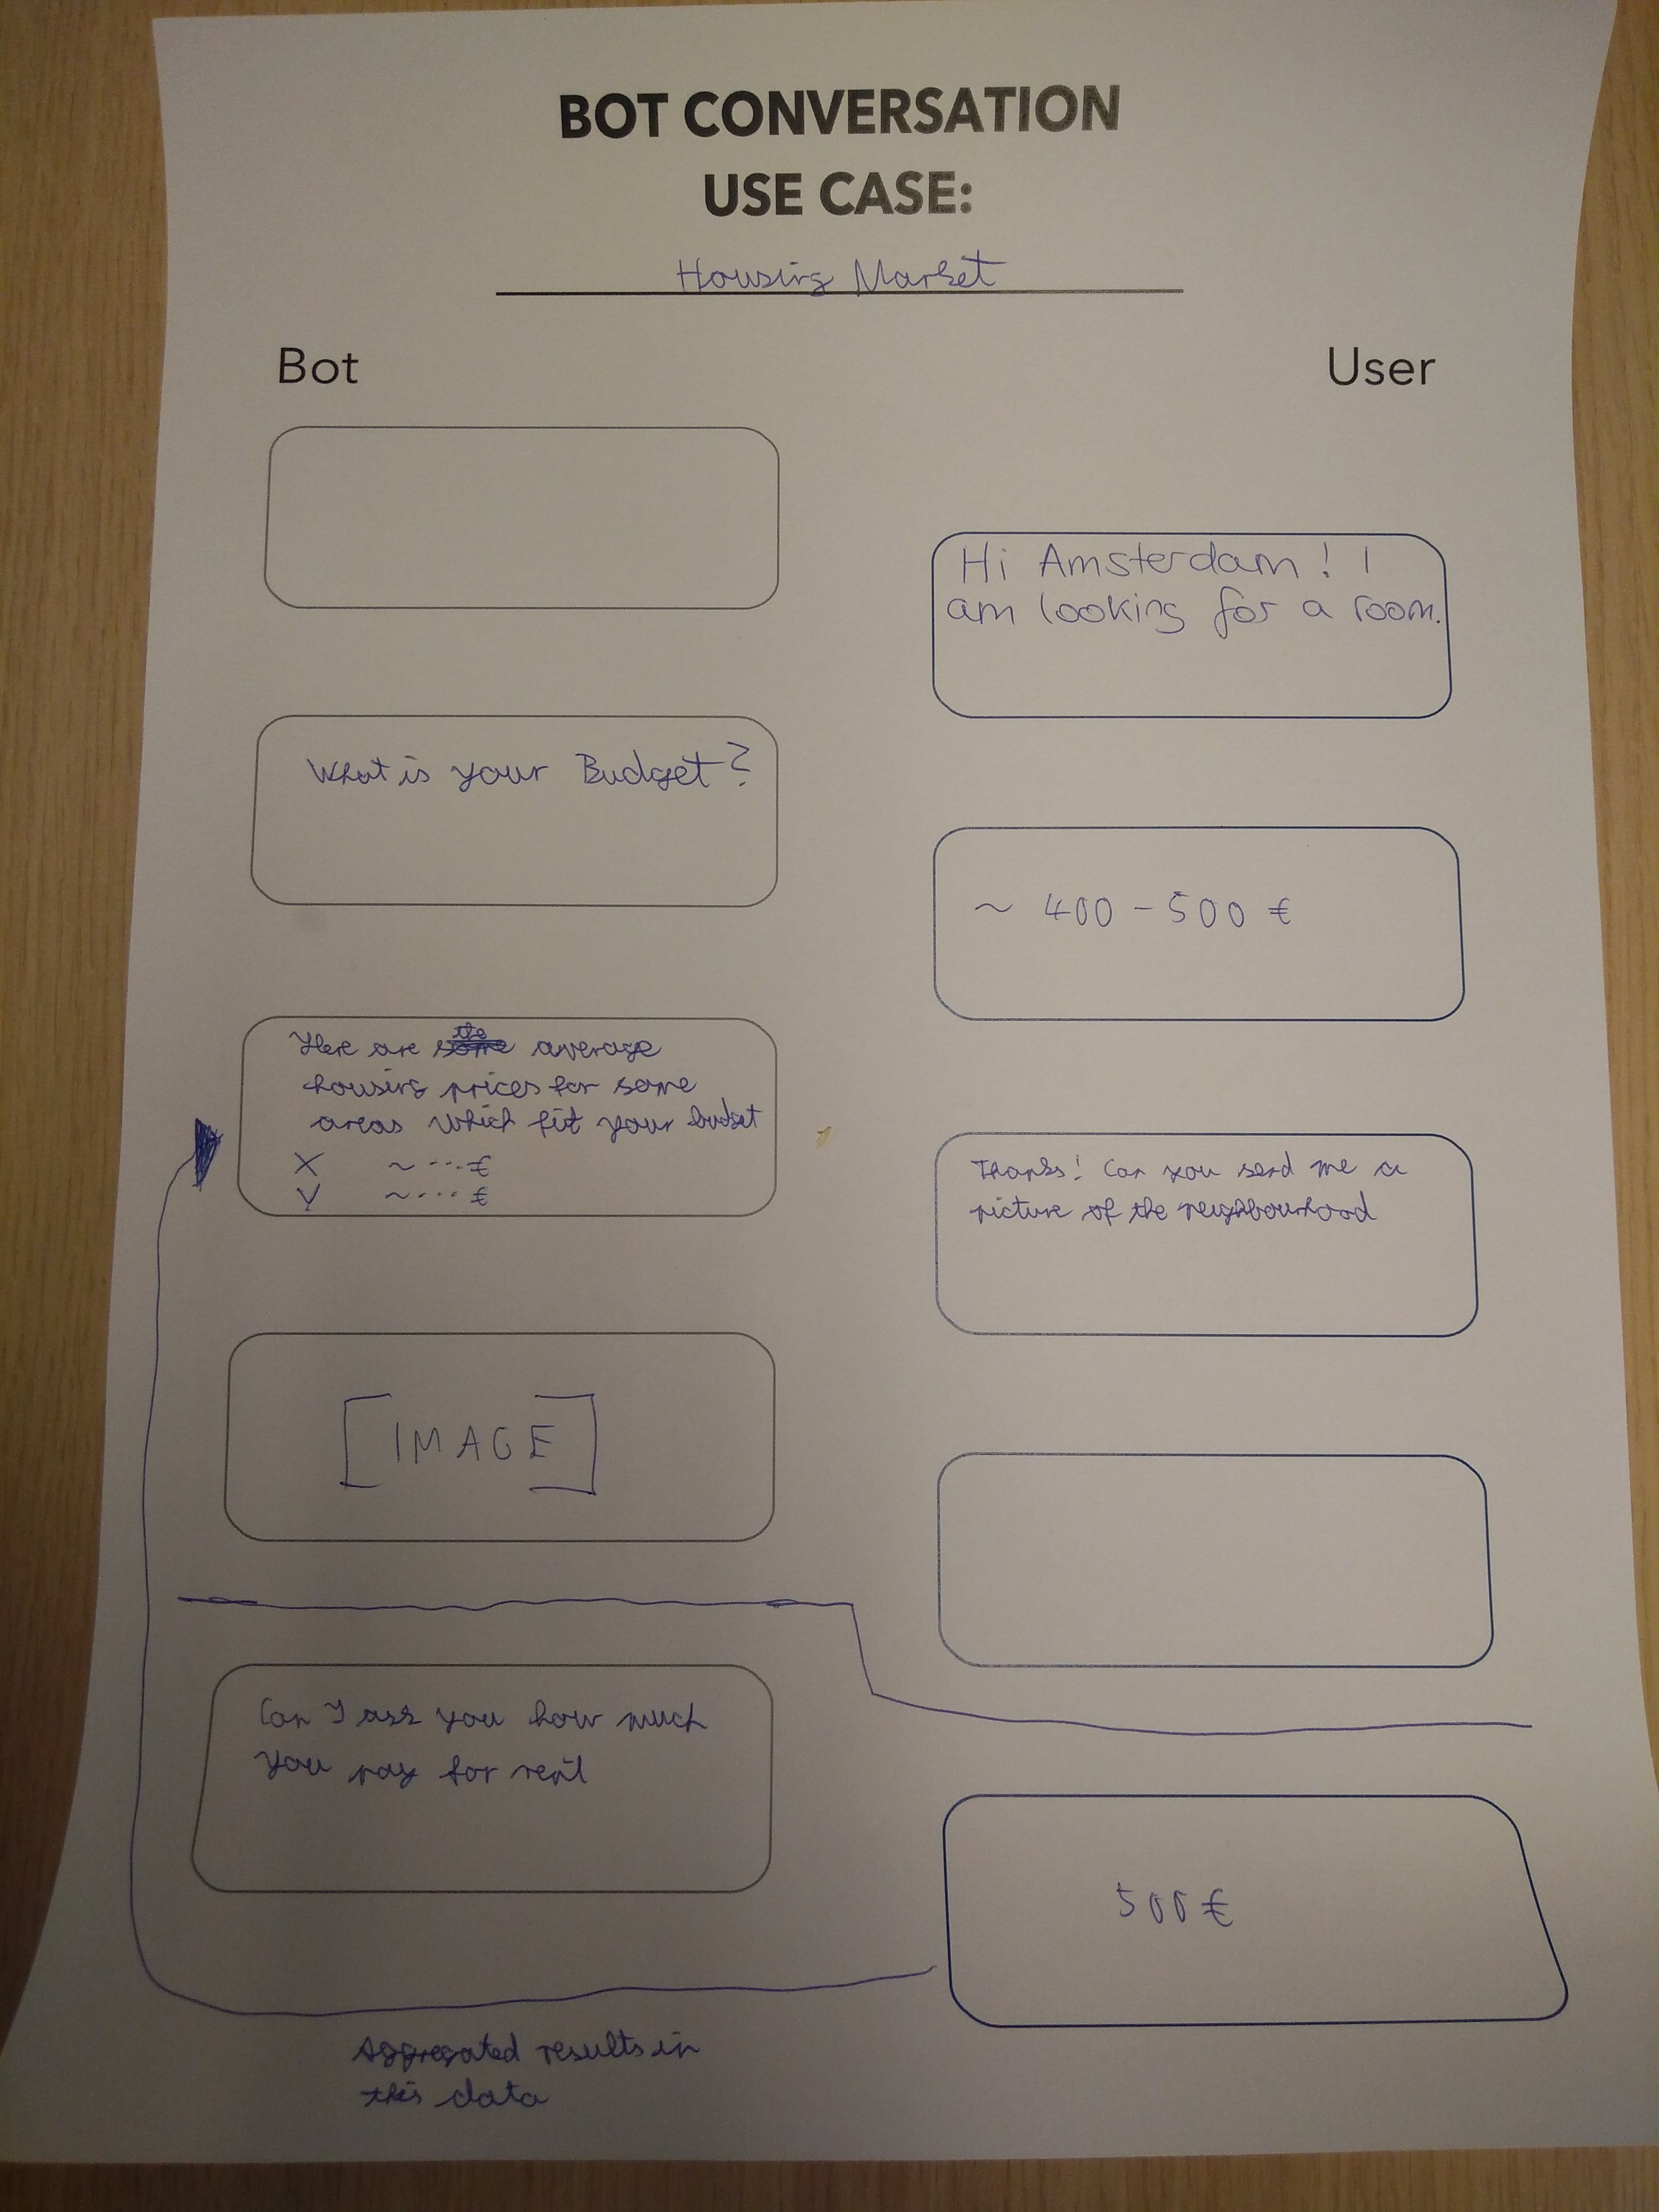 BOT CONVERSATION
USE CASE:
Housing Market
Bot
User
Hi Amsterdam! I
am looking for a room.
What is your Budget?
~ 400 - 500 €
Here are the average
housing prices for some
areas which fit your budget
X ~ ... €
Y ~ ... €
Thanks! Can you send me a
picture of the neighbourhood
[IMAGE]
Can I ask you how much
you pay for rent
500 €
Aggregated results in
this data